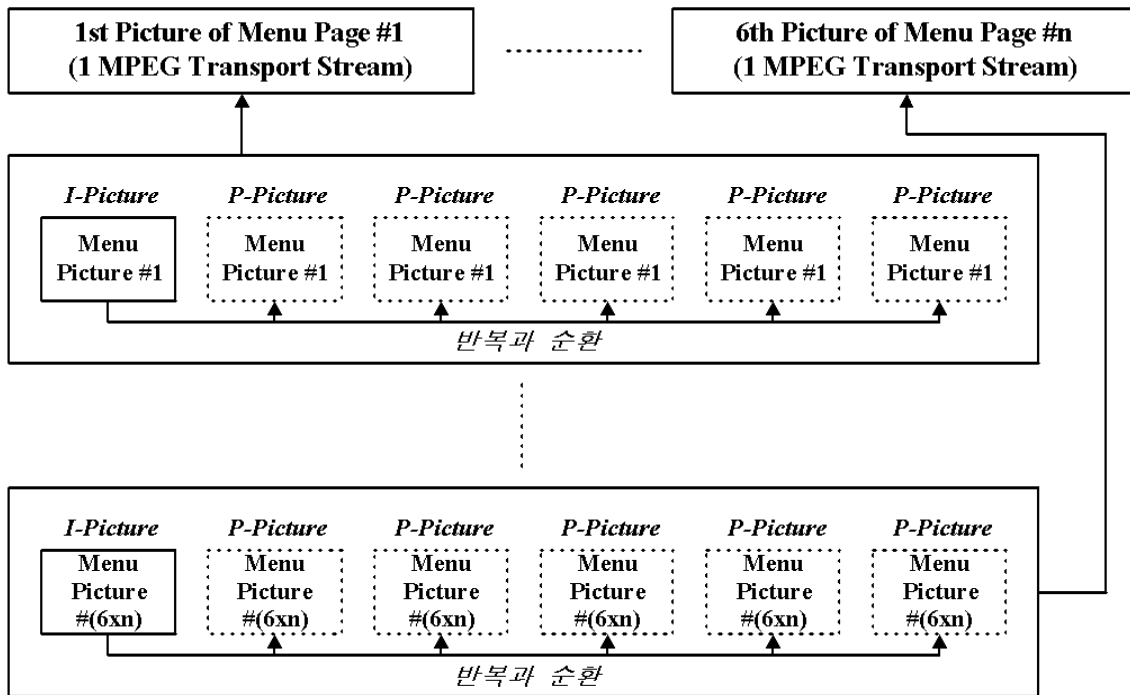 1st Picture of Menu Page #1
(1 MPEG Transport Stream)
6th Picture of Menu Page #n
(1 MPEG Transport Stream)
I-Picture P-Picture P-Picture P-Picture P-Picture P-Picture
Menu Menu Menu Menu Menu Menu
Picture #1 Picture #1 Picture #1 Picture #1 Picture #1 Picture #1
반복과 순환
I-Picture P-Picture P-Picture P-Picture P-Picture P-Picture
Menu Menu Menu Menu Menu Menu
Picture Picture Picture Picture Picture Picture
#(6xn) #(6xn) #(6xn) #(6xn) #(6xn) #(6xn)
반복과 순환